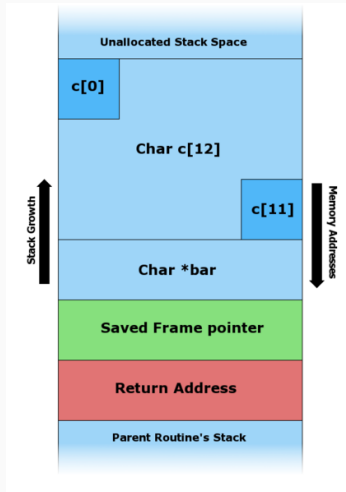 Unallocated Stack Space
c[0]
Char c[12]
Stack Growth
c[11]
Memory Addresses
Char *bar
Saved Frame pointer
Return Address
Parent Routine's Stack